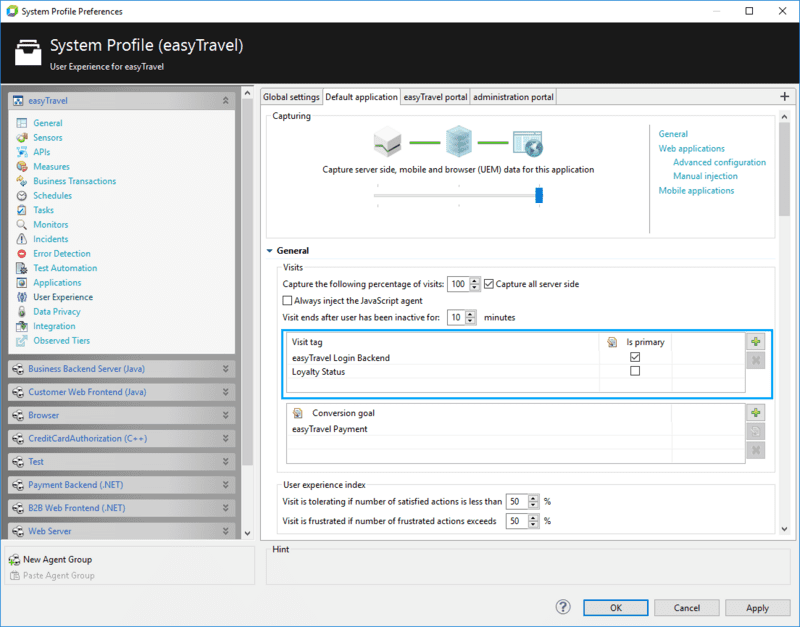 System Profile Preferences
System Profile (easyTravel)
User Experience for easyTravel
easyTravel
General
Sensors
APIs
Measures
Business Transactions
Schedules
Tasks
Monitors
Incidents
Error Detection
Test Automation
Applications
User Experience
Data Privacy
Integration
Observed Tiers
Business Backend Server (Java)
Customer Web Frontend (Java)
Browser
CreditCardAuthorization (C++)
Test
Payment Backend (.NET)
B2B Web Frontend (.NET)
Web Server
New Agent Group
Paste Agent Group
Global settings Default application easyTravel portal administration portal
Capturing
Capture server side, mobile and browser (UEM) data for this application
General
Web applications
Advanced configuration
Manual injection
Mobile applications
General
Visits
Capture the following percentage of visits: 100 Capture all server side
Always inject the JavaScript agent
Visit ends after user has been inactive for: 10 minutes
Visit tag Is primary
easyTravel Login Backend
Loyalty Status
Conversion goal
easyTravel Payment
User experience index
Visit is tolerating if number of satisfied actions is less than 50 %
Visit is frustrated if number of frustrated actions exceeds 50 %
Hint
? OK Cancel Apply